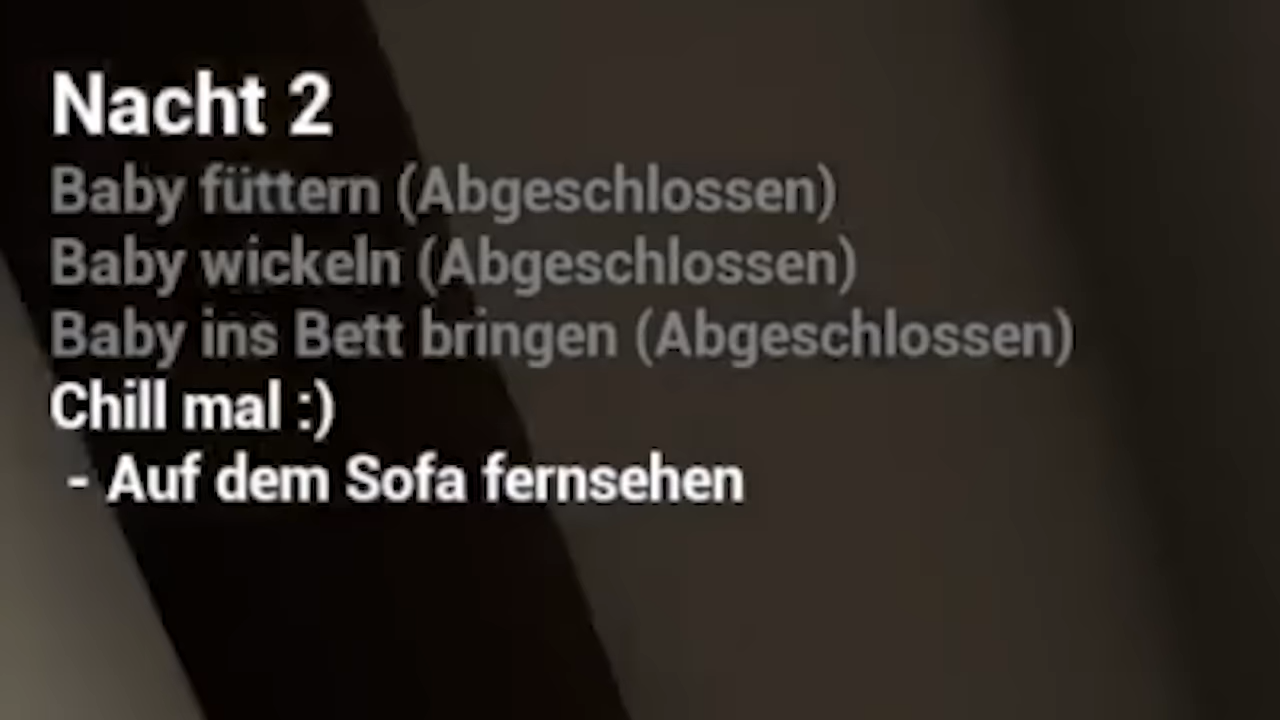 Nacht 2
Baby füttern (Abgeschlossen)
Baby wickeln (Abgeschlossen)
Baby ins Bett bringen (Abgeschlossen)
Chill mal :)
- Auf dem Sofa fernsehen